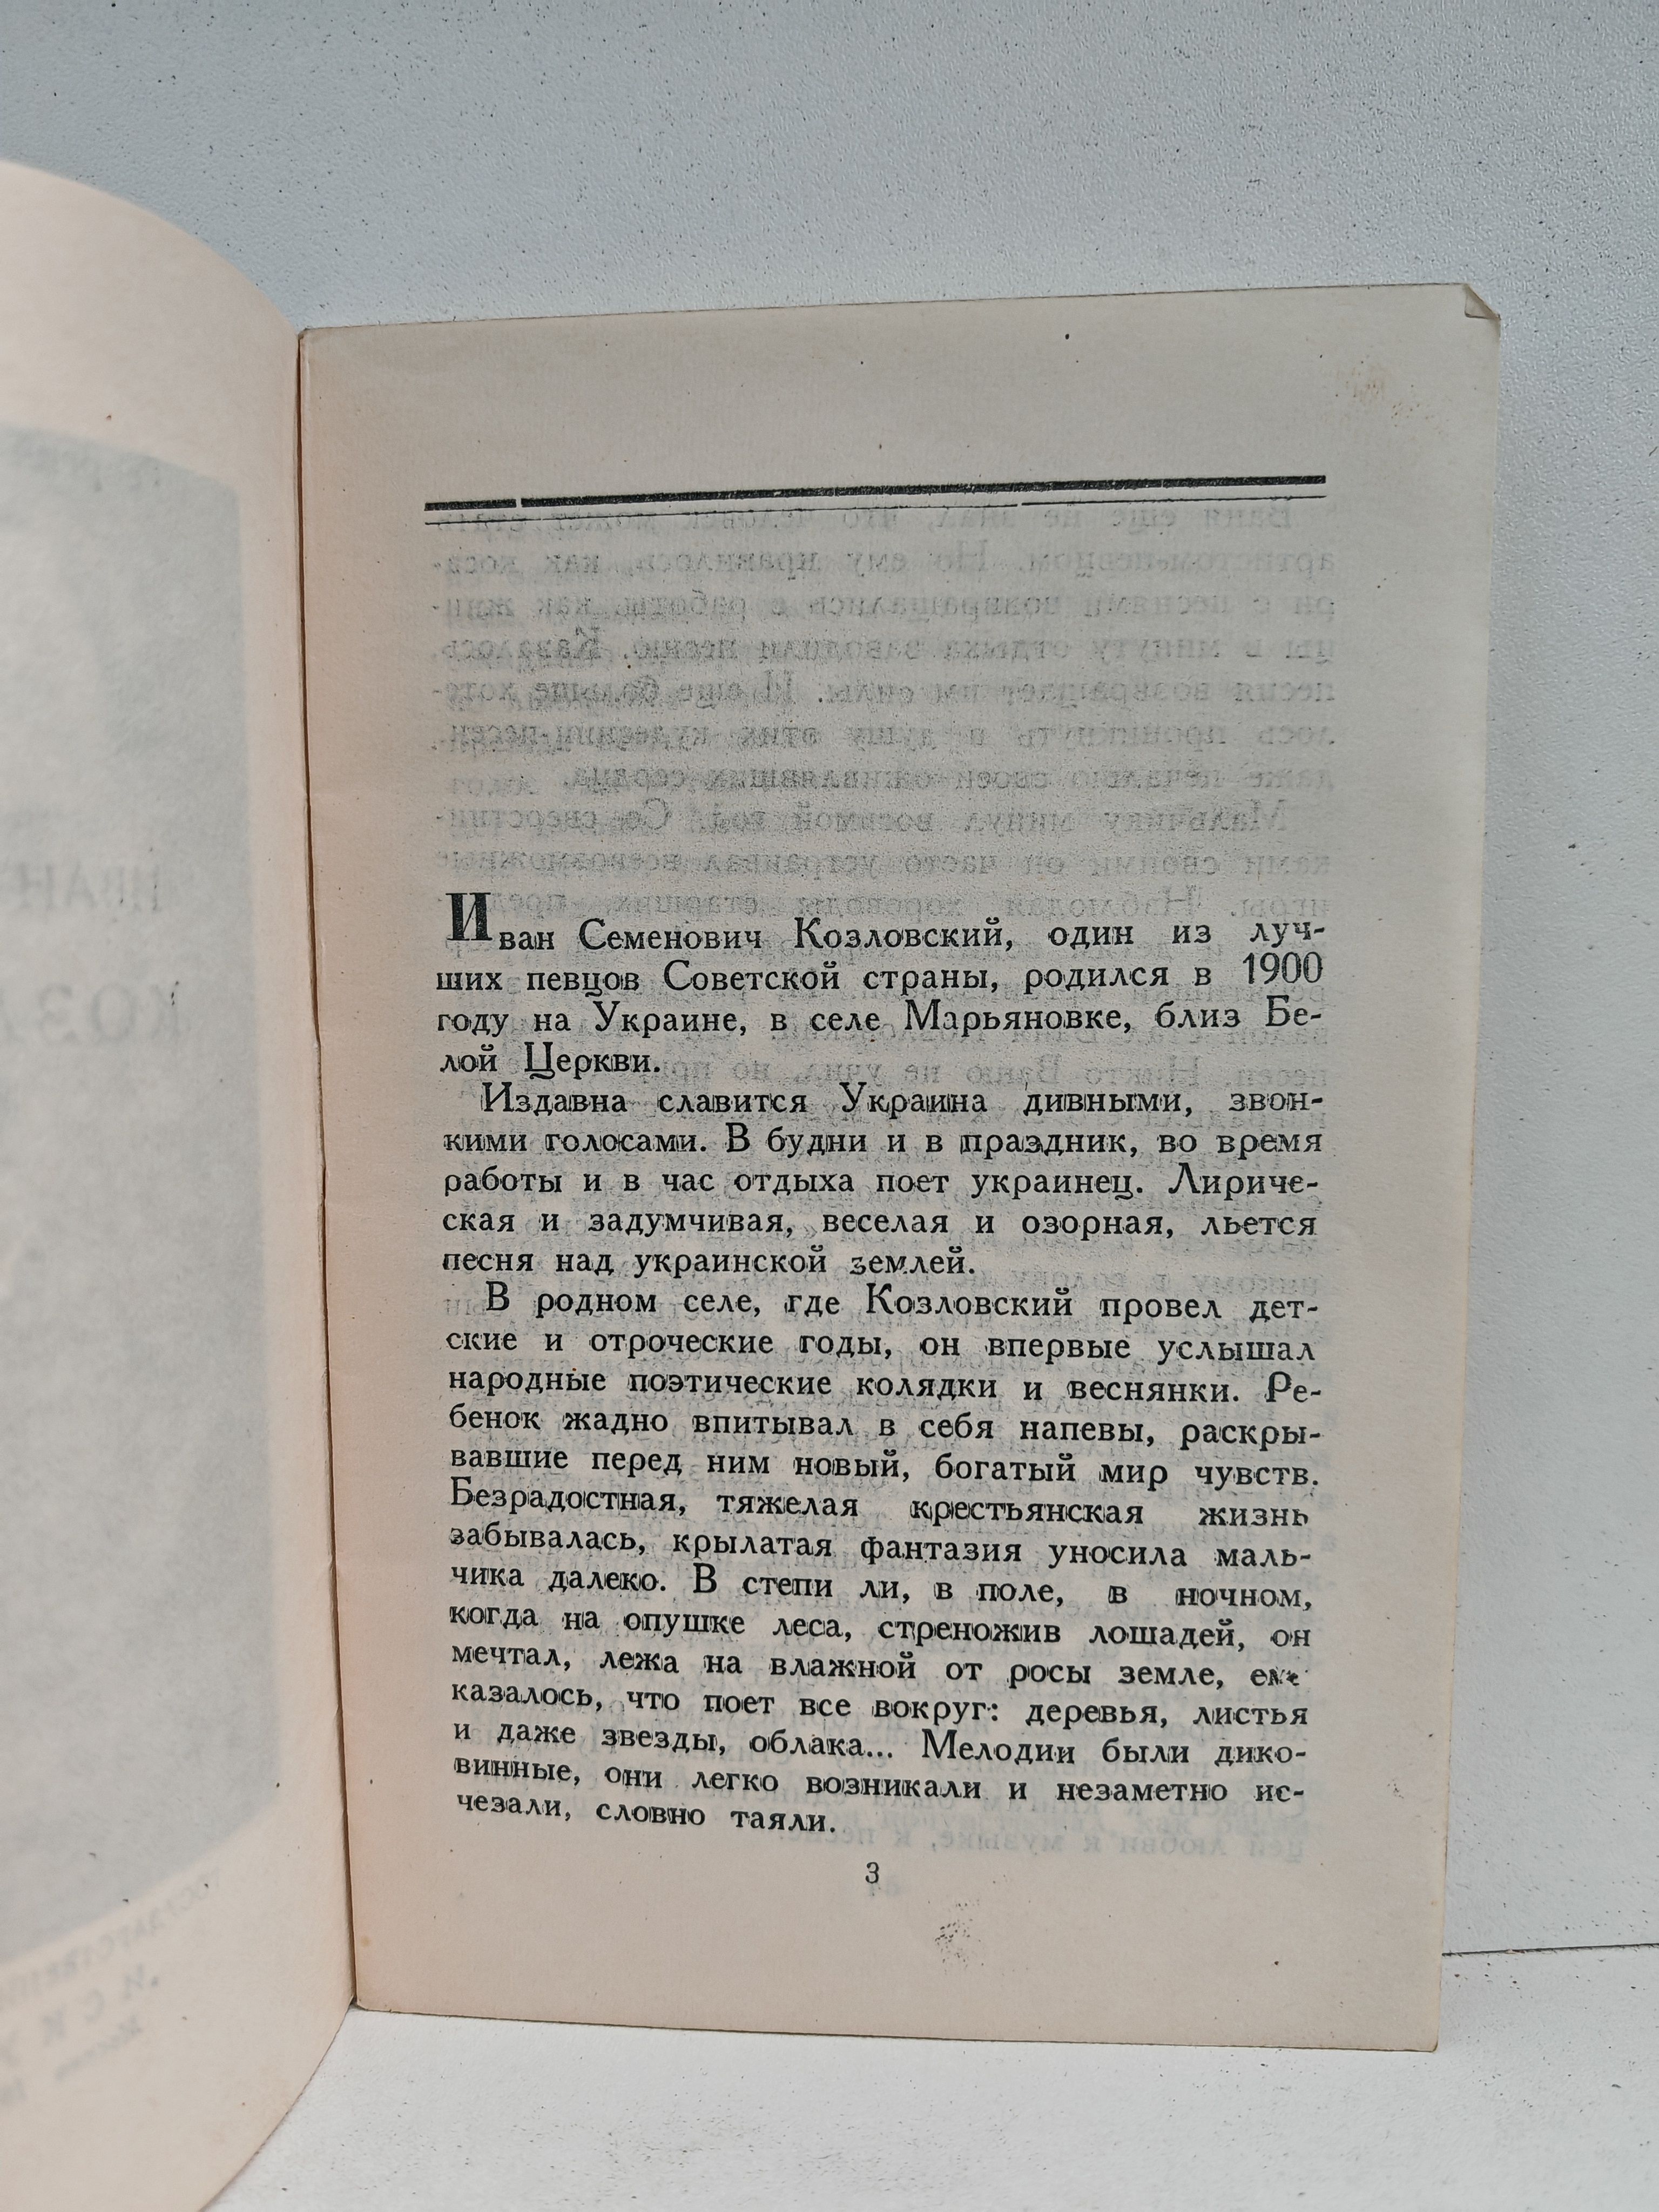 Иван Семенович Козловский, один из луч-
ших певцов Советской страны, родился в 1900
году на Украине, в селе Марьяновке, близ Бе-
лой Церкви.
Издавна славится Украина дивными, звон-
кими голосами. В будни и в праздник, во время
работы и в час отдыха поет украинец. Лириче-
ская и задумчивая, веселая и озорная, льется
песня над украинской землей.
В родном селе, где Козловский провел дет-
ские и отроческие годы, он впервые услышал
народные поэтические колядки и веснянки. Ре-
бенок жадно впитывал в себя напевы, раскры-
вавшие перед ним новый, богатый мир чувств.
Безрадостная, тяжелая крестьянская жизнь
забывалась, крылатая фантазия уносила маль-
чика далеко. В степи ли, в поле, в ночном,
когда на опушке леса, стреножив лошадей, он
мечтал, лежа на влажной от росы земле,
казалось, что поет все вокруг: деревья, листья
и даже звезды, облака... Мелодии были дико-
винные, они легко возникали и незаметно ис-
чезали, словно таяли.
3